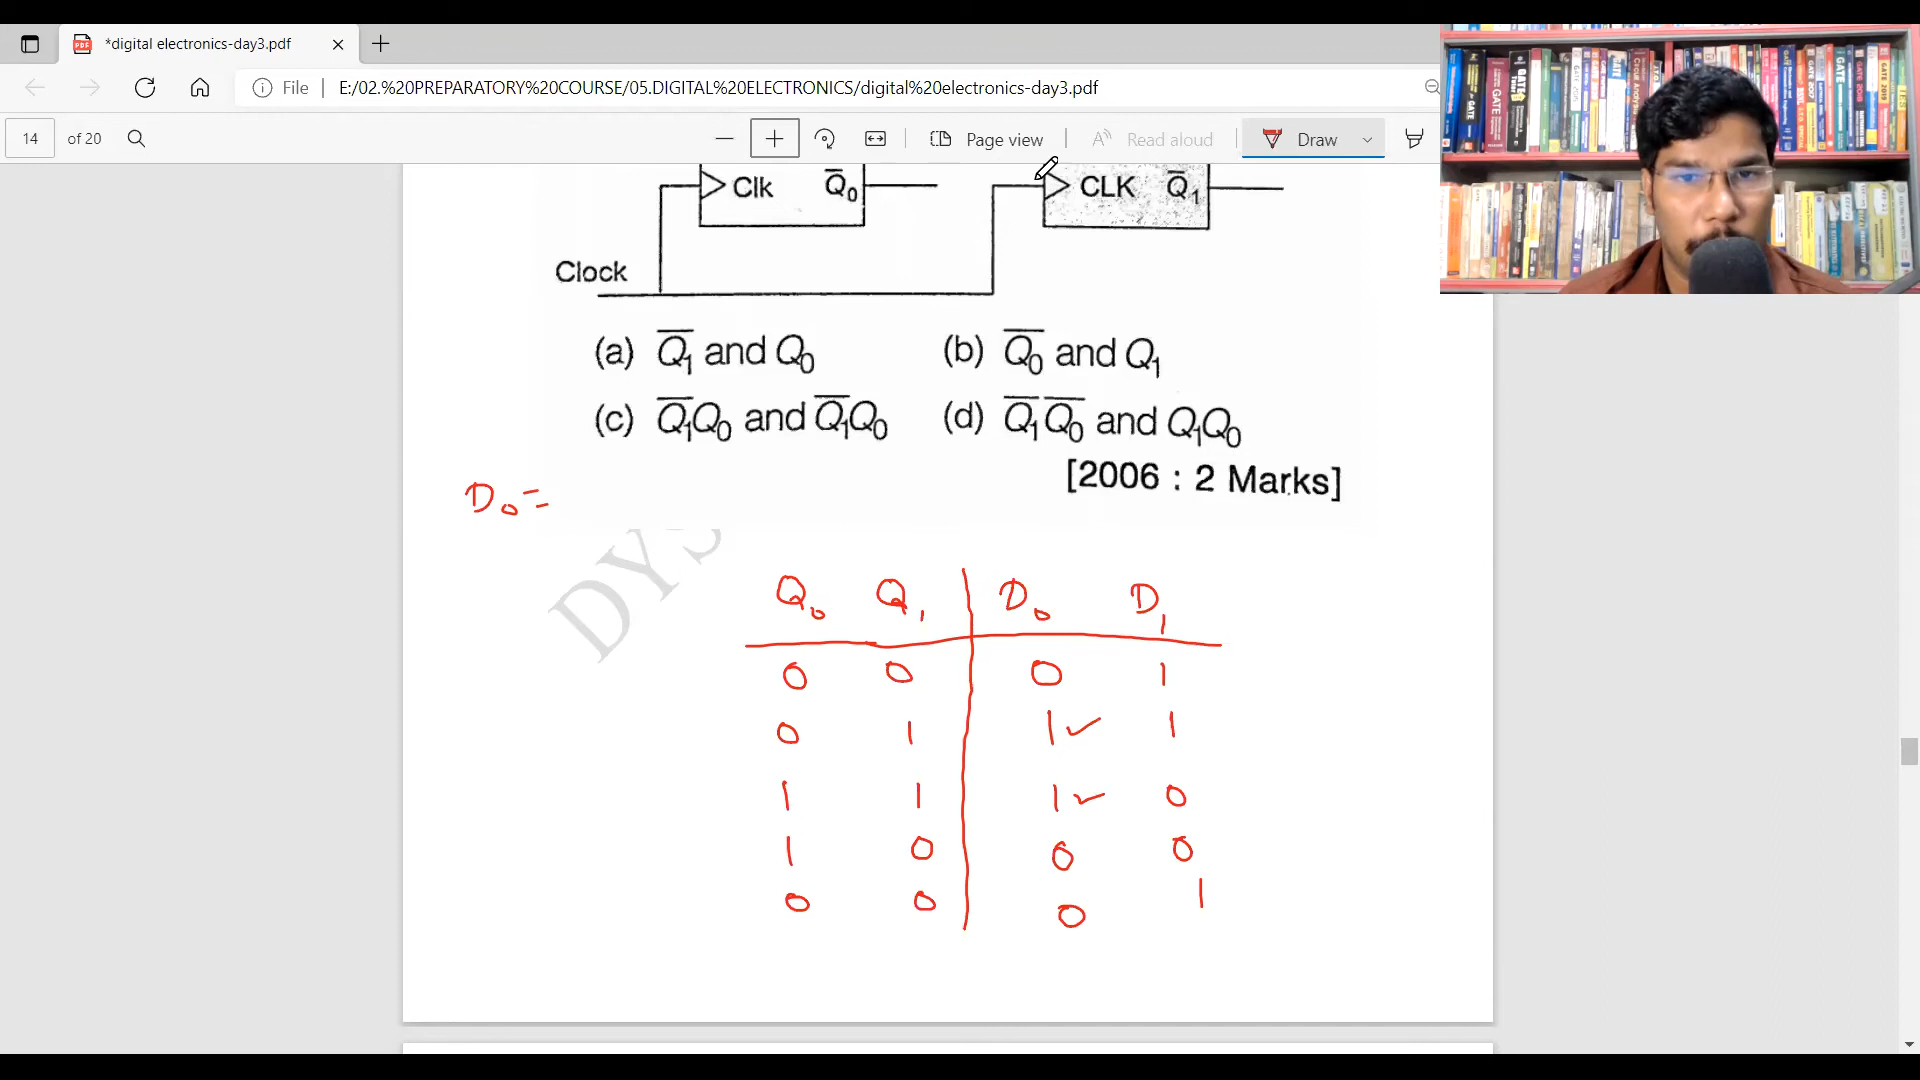 *digital electronics-day3.pdf
File E:/02.%20PREPARATORY%20COURSE/05.DIGITAL%20ELECTRONICS/digital%20electronics-day3.pdf
14 of 20 Page view Read aloud Draw
Clk Q̅₀ CLK Q̅₁
Clock
(a) Q̅₁ and Q₀ (b) Q̅₀ and Q₁
(c) Q̅₁Q₀ and Q̅₁Q₀ (d) Q̅₁Q̅₀ and Q₁Q₀
[2006 : 2 Marks]
D₀ =
DYS
Q₀ Q₁ D₀ D₁
0 0 0 1
0 1 1 ✓ 1
1 1 1 ✓ 0
1 0 0 0
0 0 0 1